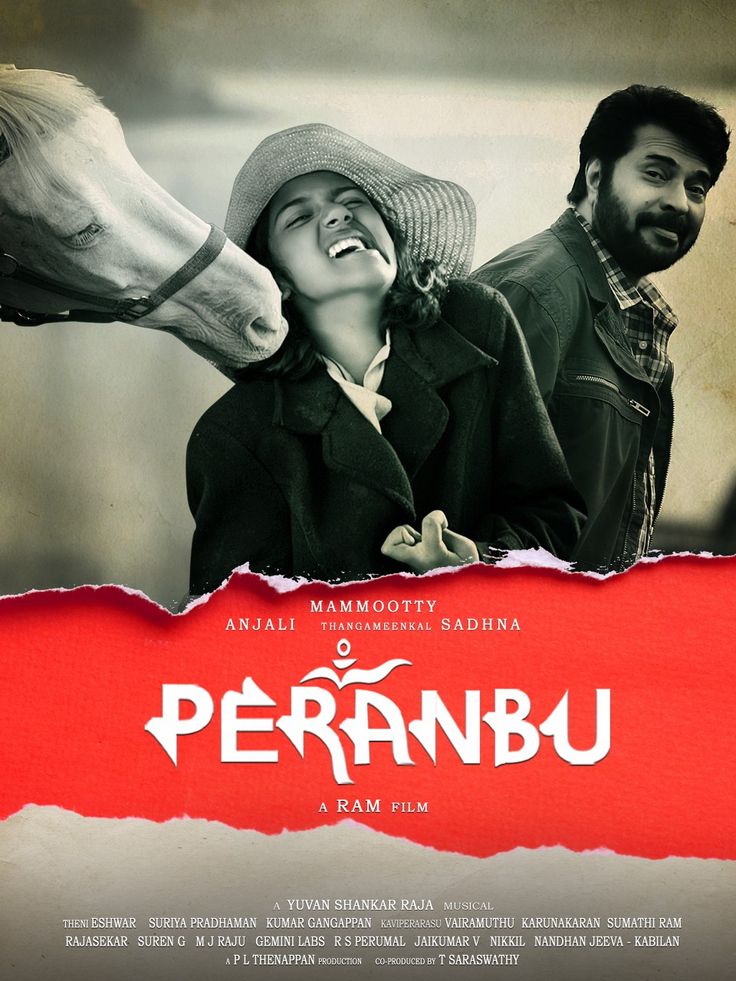 MAMMOOTTY
ANJALI THANGAMEENKAL SADHNA
PERANBU
A RAM FILM
A YUVAN SHANKAR RAJA MUSICAL
THENI ESHWAR SURIYA PRADHAMAN KUMAR GANGAPPAN KAVIPERARASU VAIRAMUTHU KARUNAKARAN SUMATHI RAM
RAJASEKAR SUREN G M J RAJU GEMINI LABS R S PERUMAL JAIKUMAR V NIKKIL NANDHAN JEEVA - KABILAN
A P L THENAPPAN PRODUCTION CO-PRODUCED BY T SARASWATHY